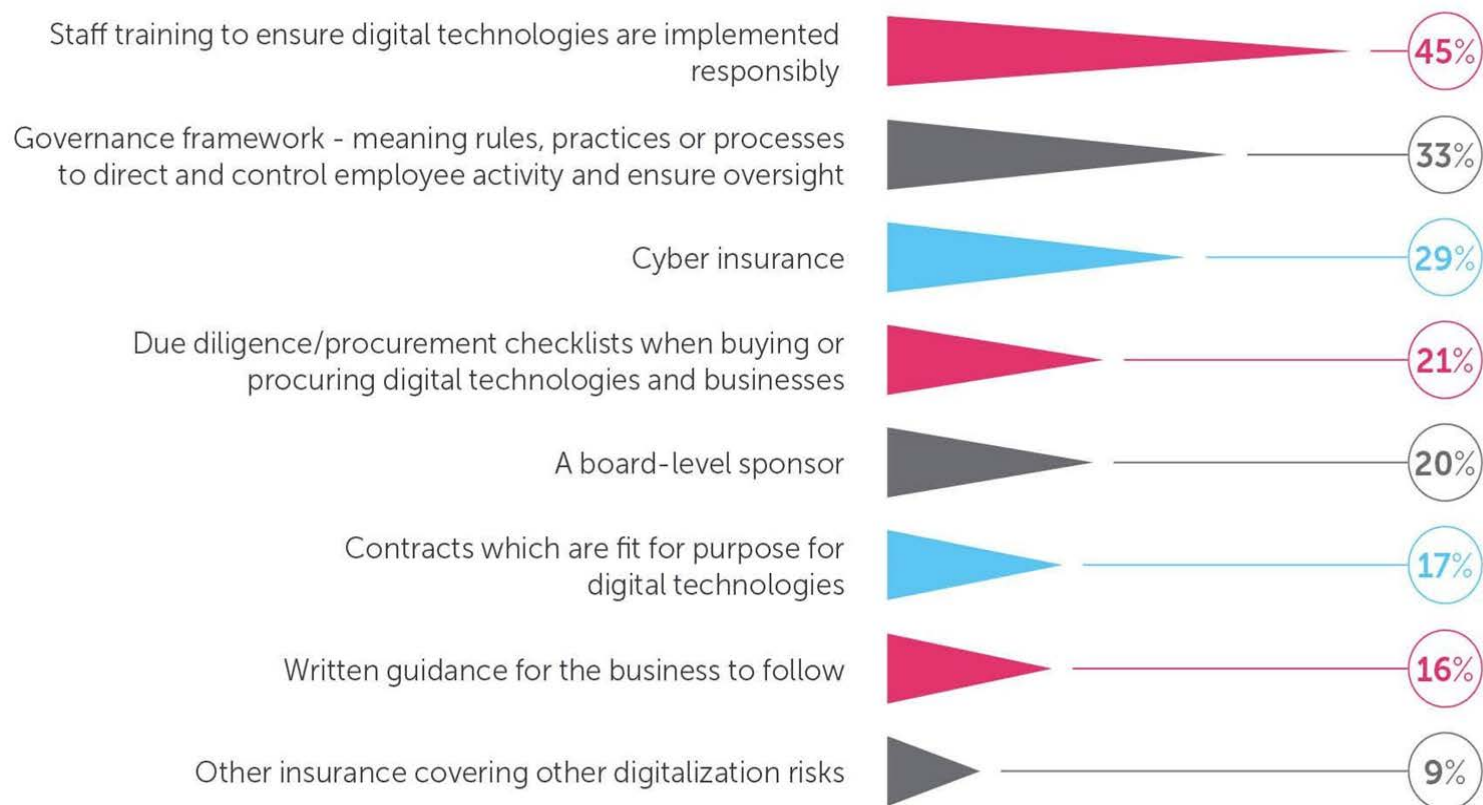 Staff training to ensure digital technologies are implemented
responsibly
45%
Governance framework - meaning rules, practices or processes
to direct and control employee activity and ensure oversight
33%
Cyber insurance
29%
Due diligence/procurement checklists when buying or
procuring digital technologies and businesses
21%
A board-level sponsor
20%
Contracts which are fit for purpose for
digital technologies
17%
Written guidance for the business to follow
16%
Other insurance covering other digitalization risks
9%